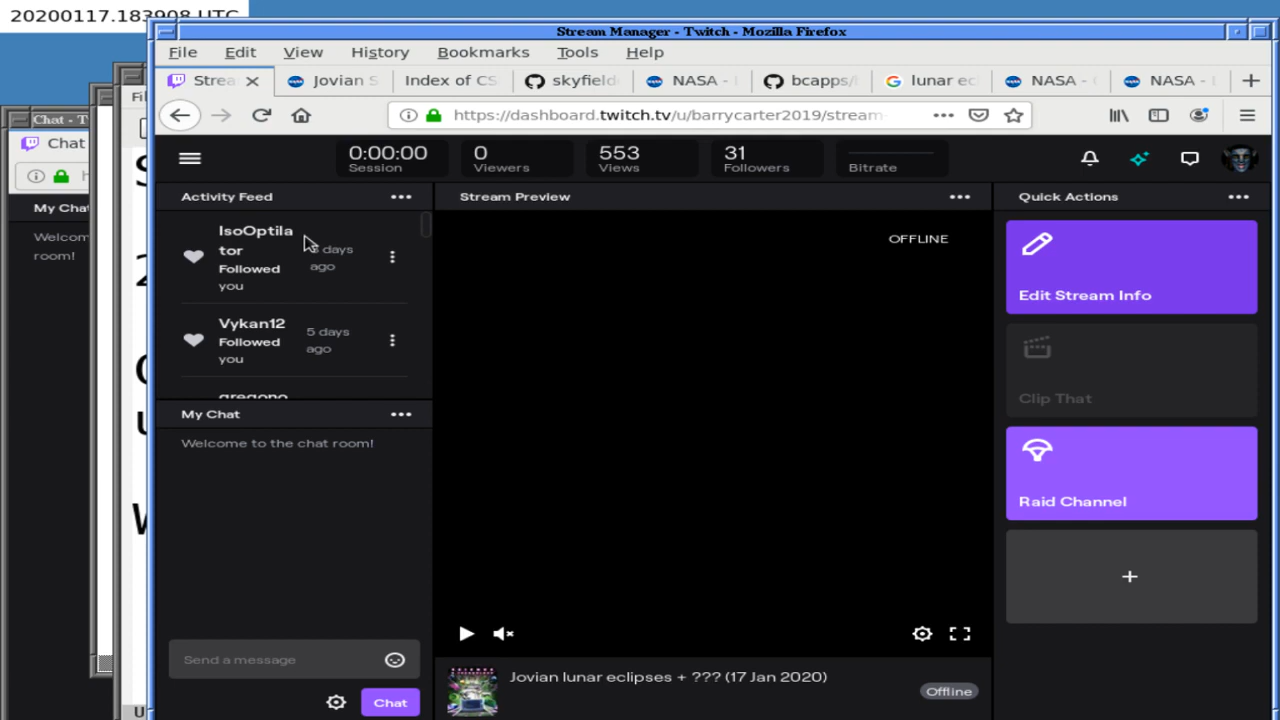 20200117.183908 UTC
Stream Manager - Twitch - Mozilla Firefox
File Edit View History Bookmarks Tools Help
Strea Jovian S Index of CS skyfield NASA - bcapps/ lunar ec NASA - NASA -
https://dashboard.twitch.tv/u/barrycarter2019/stream
0:00:00 0 553 31
Session Viewers Views Followers Bitrate
Activity Feed Stream Preview Quick Actions
IsoOptila
tor
Followed
you
days
ago
Vykan12
Followed
you
5 days
ago
gregono
My Chat
Welcome to the chat room!
Send a message
Chat
OFFLINE
Jovian lunar eclipses + ??? (17 Jan 2020)
Offline
Edit Stream Info
Clip That
Raid Channel
+
Chat - T
Chat
My Cha
Welcom
room!
Fil